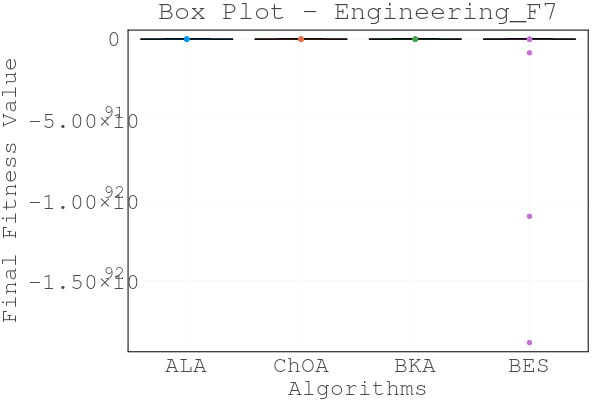 Box Plot - Engineering_F7
Final Fitness Value
0
-5.00×10^91
-1.00×10^92
-1.50×10^92
ALA ChOA BKA BES
Algorithms